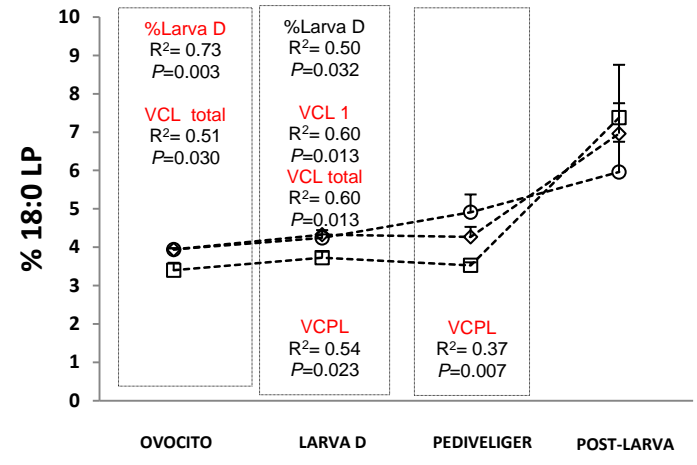 % 18:0 LP
10
9
8
7
6
5
4
3
2
1
0
%Larva D
R²= 0.73
P=0.003
VCL total
R²= 0.51
P=0.030
%Larva D
R²= 0.50
P=0.032
VCL 1
R²= 0.60
P=0.013
VCL total
R²= 0.60
P=0.013
VCPL
R²= 0.54
P=0.023
VCPL
R²= 0.37
P=0.007
OVOCITO
LARVA D
PEDIVELIGER
POST-LARVA